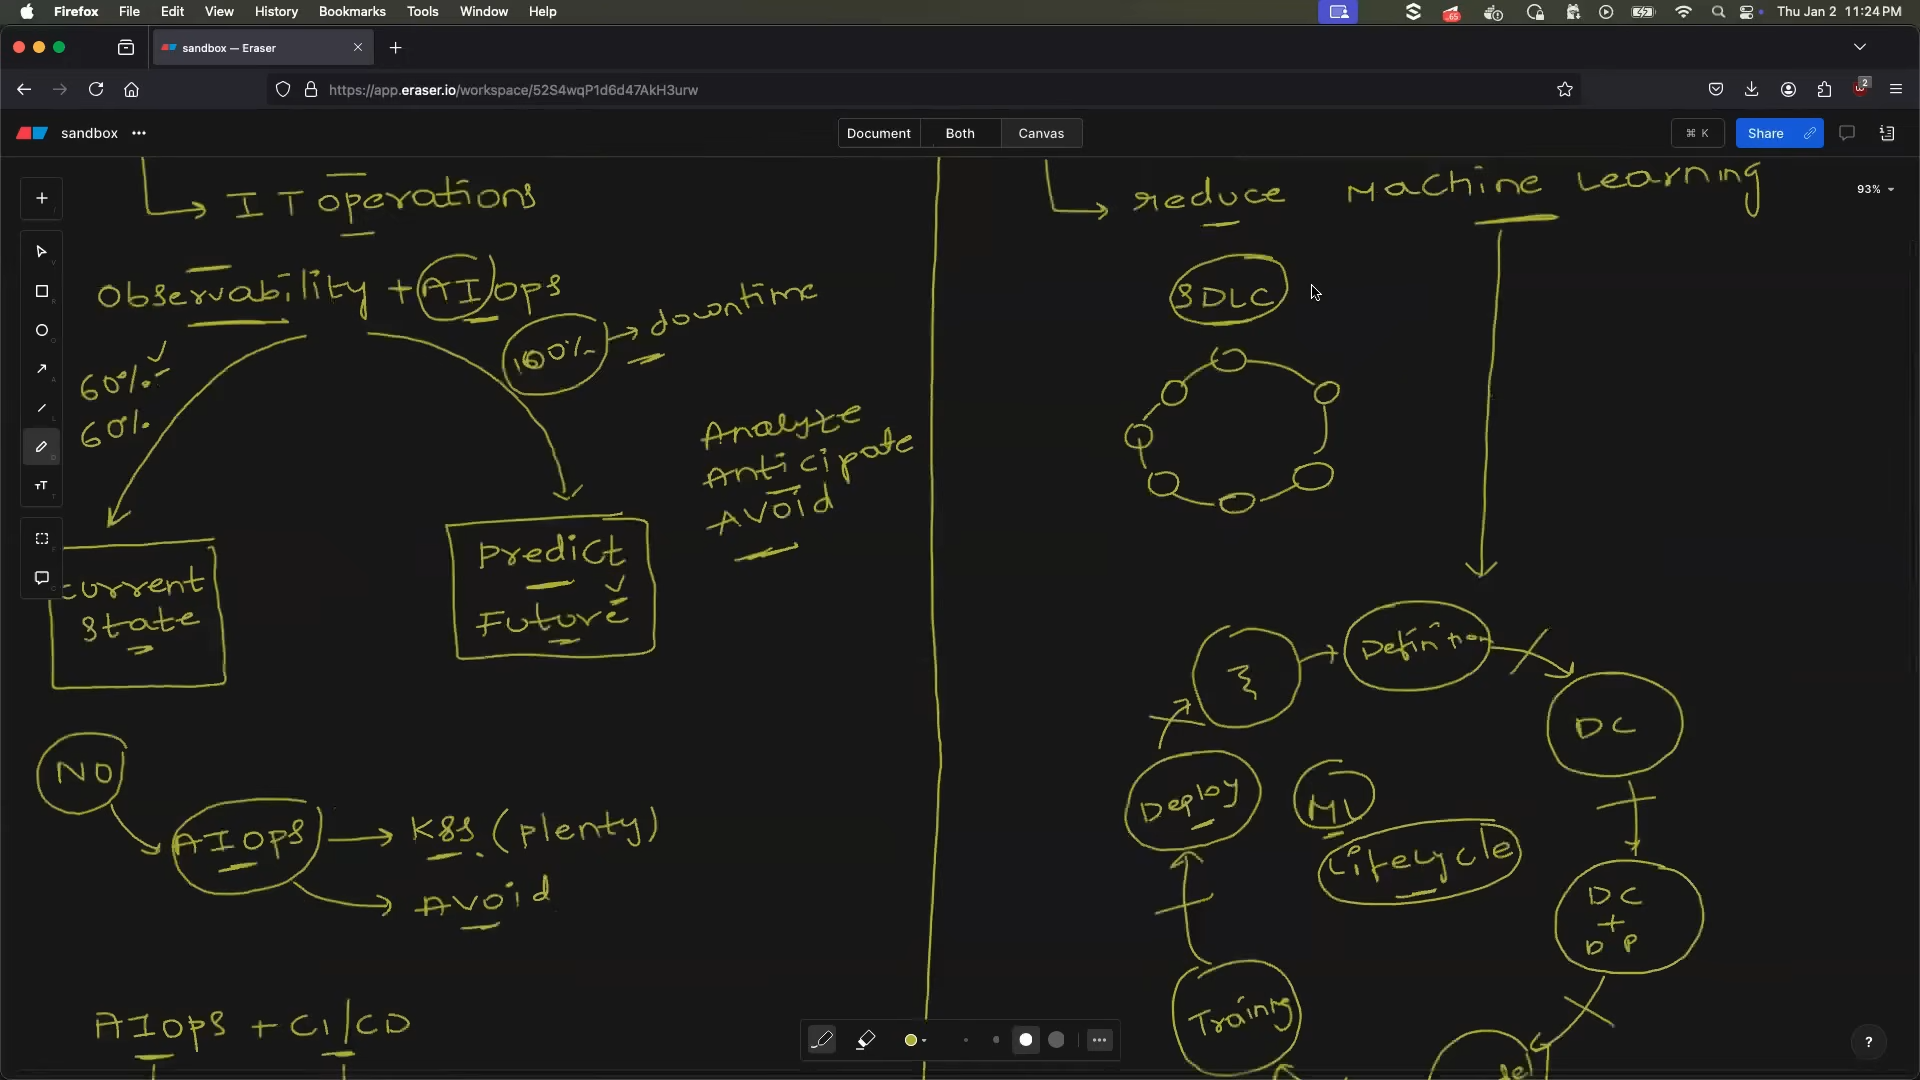 Firefox File Edit View History Bookmarks Tools Window Help
.65
Thu Jan 2 11:24 PM
sandbox — Eraser
https://app.eraser.io/workspace/52S4wqP1d6d47AkH3urw
2
sandbox
Document Both Canvas
⌘ K
Share
93%
IT operations
Observability + AIops
100% → downtime
60%
60%
Analyze
Anticipate
Avoid
Current
State
Predict
Future
NO
AIops → K8s (plenty)
Avoid
AIops + CI/CD
reduce Machine Learning
SDLC
Definition
DC
DC
+
DP
Deploy
ML
Lifecycle
Training
?